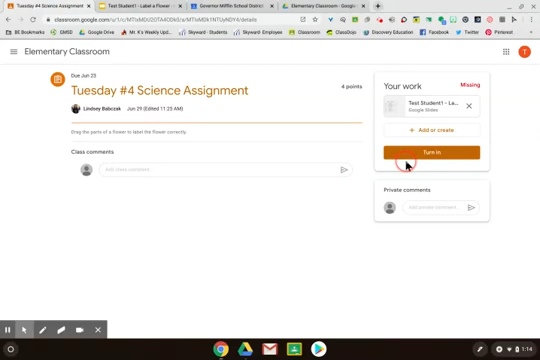 Tuesday #4 Science Assignment
Test Student1 - Label a Flower
Governor Mifflin School District
Elementary Classroom - Google
classroom.google.com
BE Bookmarks
GMSD
Google Drive
Mr. K's Weekly Upd...
Skyward - Students
Skyward -Employee
Classroom
ClassDojo
Discovery Education
Facebook
Twitter
Pinterest
Elementary Classroom
T
Due Jun 23
Tuesday #4 Science Assignment
4 points
Lindsey Babczak
Jun 29 (Edited 11:23 AM)
Drag the parts of a flower to label the flower correctly.
Class comments
Add class comment...
Your work
Missing
Test Student1 - La...
Google Slides
+ Add or create
Turn in
Private comments
Add private comment...
1:14